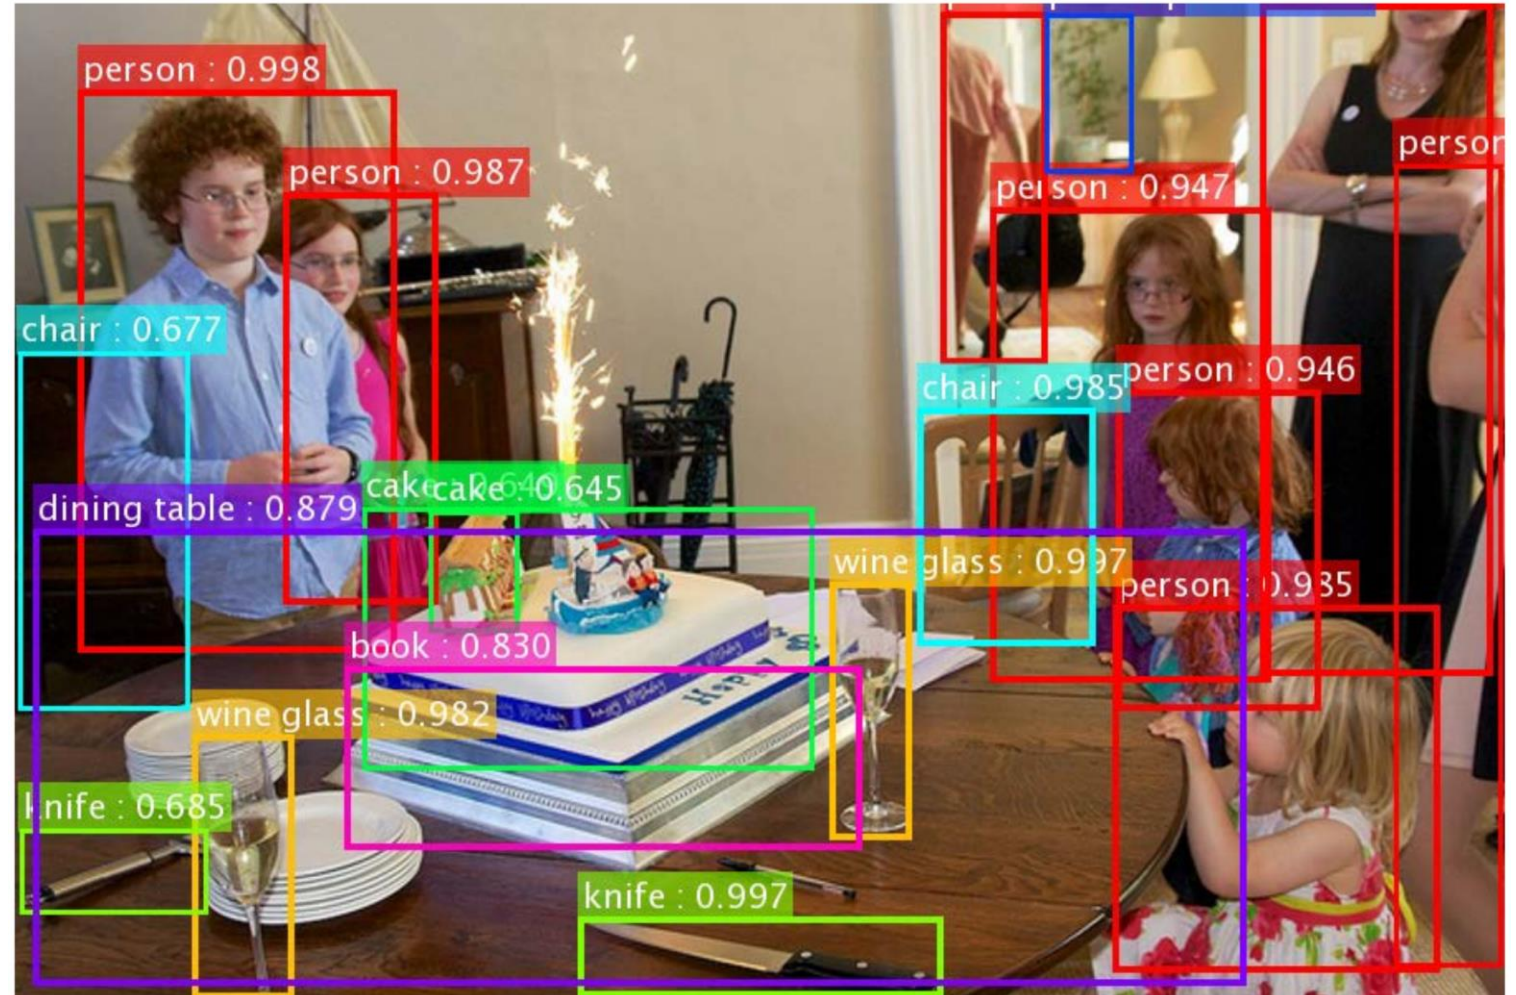 person : 0.998
person : 0.987
person
person : 0.947
chair : 0.677
person : 0.946
chair : 0.985
cake
cake : 0.645
dining table : 0.879
wine glass : 0.997
person : 0.985
book : 0.830
Happy
wine glass : 0.982
knife : 0.685
knife : 0.997